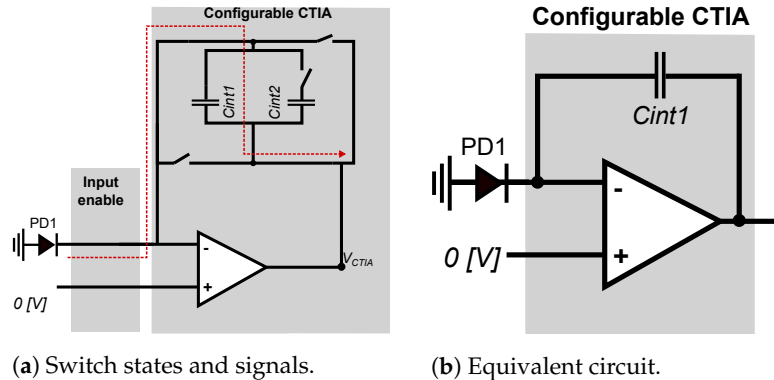 Configurable CTIA
Cint1
Cint2
Input
enable
PD1
-
+
0 [V]
V_CTIA
(a) Switch states and signals.
Configurable CTIA
Cint1
PD1
-
+
0 [V]
(b) Equivalent circuit.